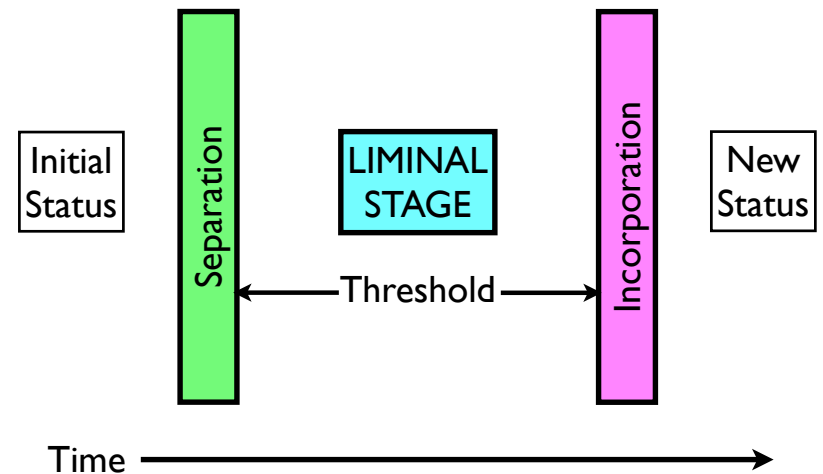 Initial
Status
Separation
LIMINAL
STAGE
Threshold
Incorporation
New
Status
Time